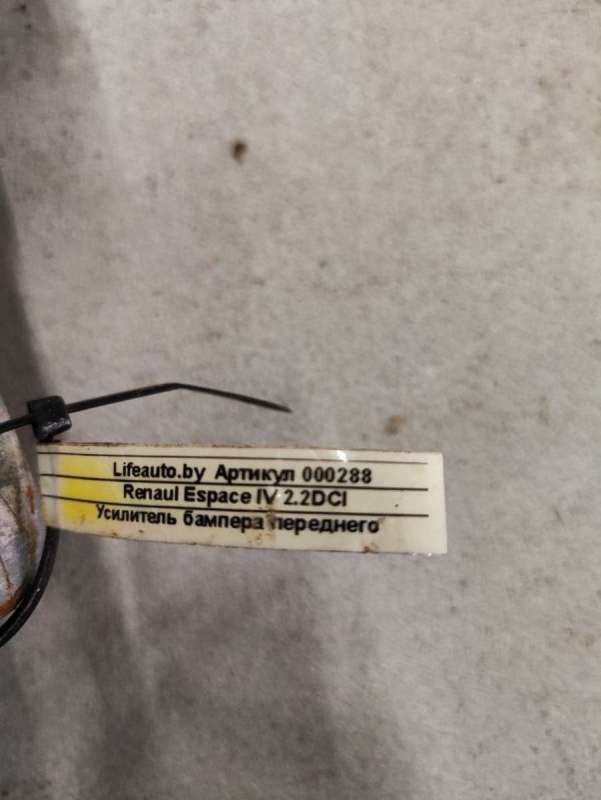 Lifeauto.by Артикул 000288
Renaul Espace IV 2.2DCI
Усилитель бампера переднего